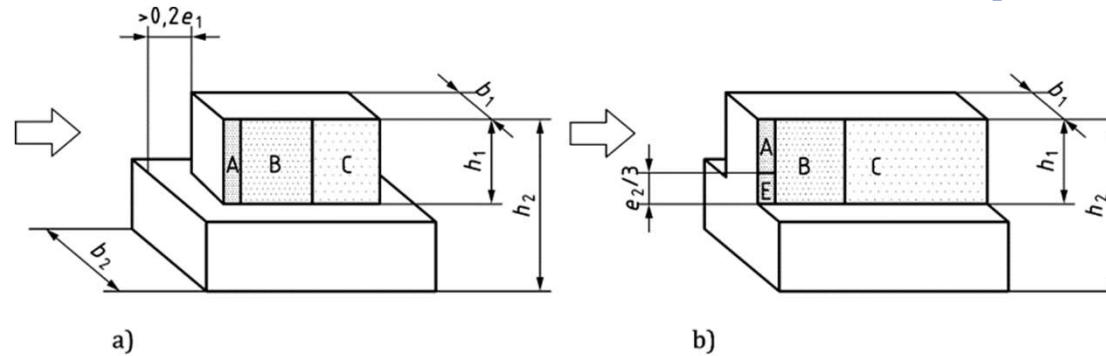 >0,2e₁
b₁
A B C
h₁
h₂
b₂
a)
b₁
A
B
C
E
e₂/3
h₁
h₂
b)